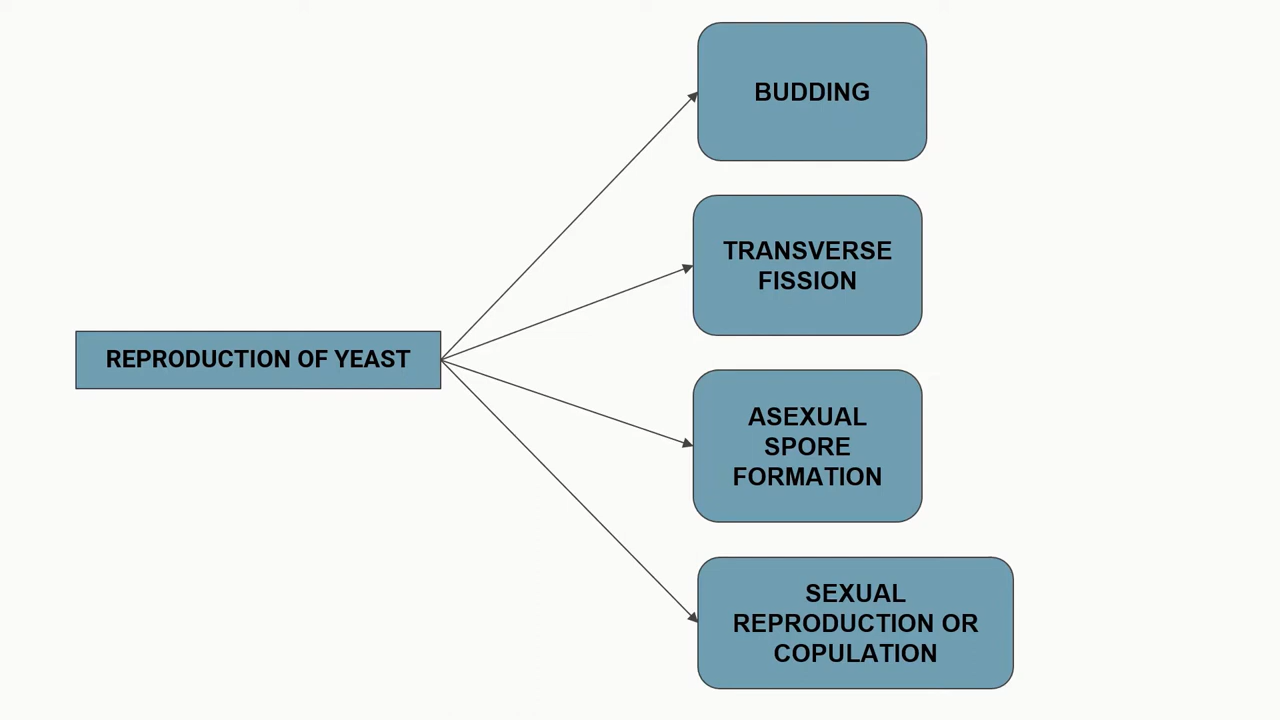 BUDDING
TRANSVERSE
FISSION
REPRODUCTION OF YEAST
ASEXUAL
SPORE
FORMATION
SEXUAL
REPRODUCTION OR
COPULATION